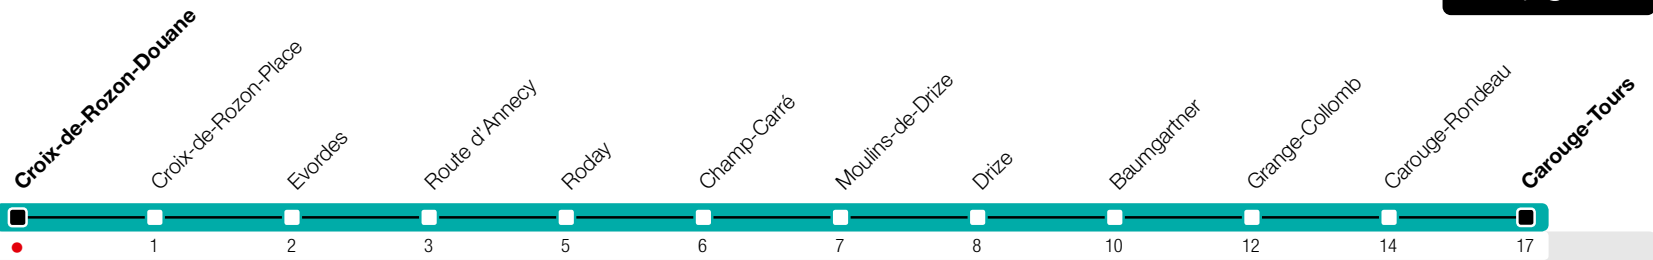 Croix-de-Rozon-Douane
Croix-de-Rozon-Place
Evordes
Route d'Annecy
Roday
Champ-Carré
Moulins-de-Drize
Drize
Baumgartner
Grange-Collomb
Carouge-Rondeau
Carouge-Tours
1 2 3 5 6 7 8 10 12 14 17